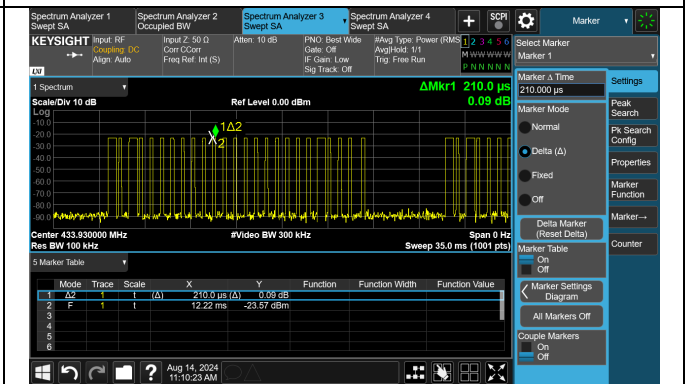 Spectrum Analyzer 1
Swept SA
Spectrum Analyzer 2
Occupied BW
Spectrum Analyzer 3
Swept SA
Spectrum Analyzer 4
Swept SA
+
SCPI
Marker
KEYSIGHT
Input: RF
Coupling: DC
Align: Auto
Input Z: 50 Ω
Corr CCorr
Freq Ref: Int (S)
Atten: 10 dB
PNO: Best Wide
Gate: Off
IF Gain: Low
Sig Track: Off
#Avg Type: Power (RMS
Avg|Hold: 1/1
Trig: Free Run
1 2 3 4 5 6
M W W W W W
P N N N N N
LXI
Select Marker
Marker 1
1 Spectrum
ΔMkr1 210.0 µs
Scale/Div 10 dB
Ref Level 0.00 dBm
0.09 dB
Log
-10.0
-20.0
-30.0
-40.0
-50.0
-60.0
-70.0
-80.0
-90.0
1Δ2
2
Center 433.930000 MHz
#Video BW 300 kHz
Span 0 Hz
Res BW 100 kHz
Sweep 35.0 ms (1001 pts)
5 Marker Table
Mode Trace Scale X Y Function Function Width Function Value
1 Δ2 1 t (Δ) 210.0 µs (Δ) 0.09 dB
2 F 1 t 12.22 ms -23.57 dBm
3
4
5
6
Marker Δ Time
210.000 µs
Marker Mode
Normal
Delta (Δ)
Fixed
Off
Delta Marker
(Reset Delta)
Marker Table
On
Off
Marker Settings
Diagram
All Markers Off
Couple Markers
On
Off
Settings
Peak
Search
Pk Search
Config
Properties
Marker
Function
Marker→
Counter
?
Aug 14, 2024
11:10:23 AM